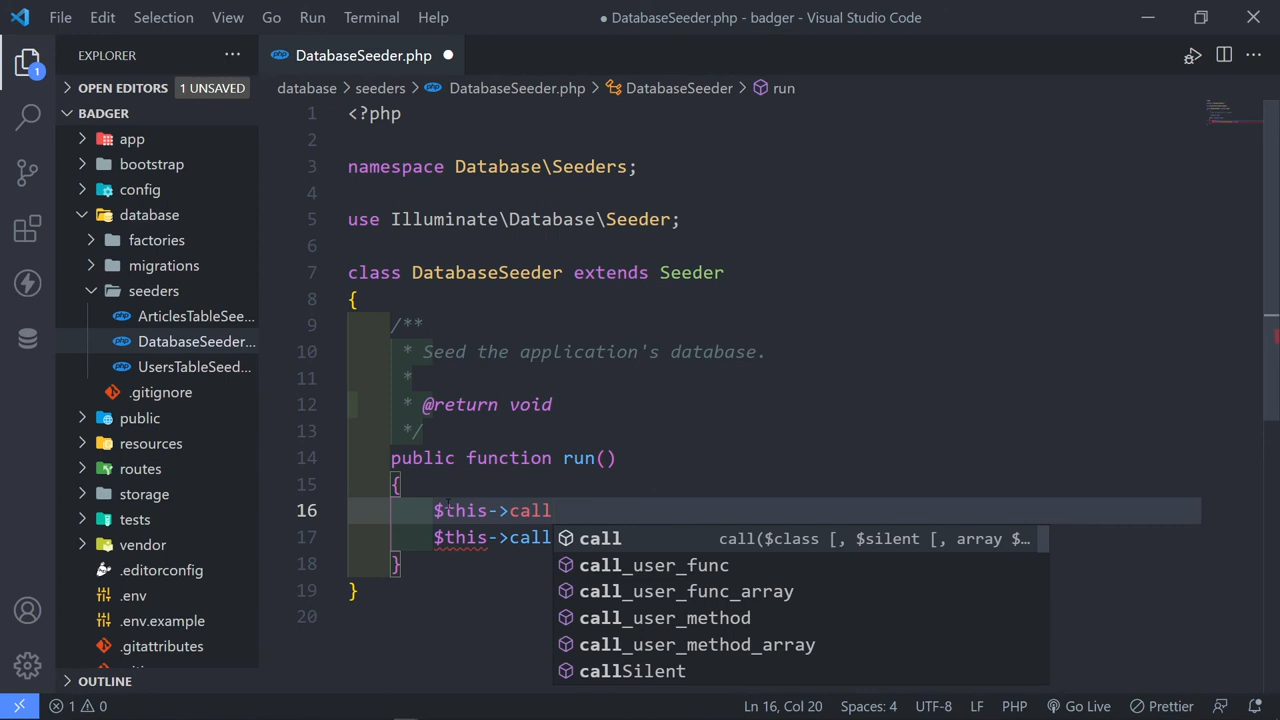 File Edit Selection View Go Run Terminal Help ● DatabaseSeeder.php - badger - Visual Studio Code
EXPLORER ···
1
OPEN EDITORS 1 UNSAVED
BADGER
app
bootstrap
config
database
factories
migrations
seeders
ArticlesTableSee...
DatabaseSeeder...
UsersTableSeed...
.gitignore
public
resources
routes
storage
tests
vendor
.editorconfig
.env
.env.example
.gitattributes
OUTLINE
php DatabaseSeeder.php ●
database > seeders > php DatabaseSeeder.php > DatabaseSeeder > run
1 <?php
2
3 namespace Database\Seeders;
4
5 use Illuminate\Database\Seeder;
6
7 class DatabaseSeeder extends Seeder
8 {
9 /**
10 * Seed the application's database.
11 *
12 * @return void
13 */
14 public function run()
15 {
16 $this->call
17 $this->call
18 }
19 }
20
call call($class [, $silent [, array $...
call_user_func
call_user_func_array
call_user_method
call_user_method_array
callSilent
1 0 Ln 16, Col 20 Spaces: 4 UTF-8 LF PHP Go Live Prettier